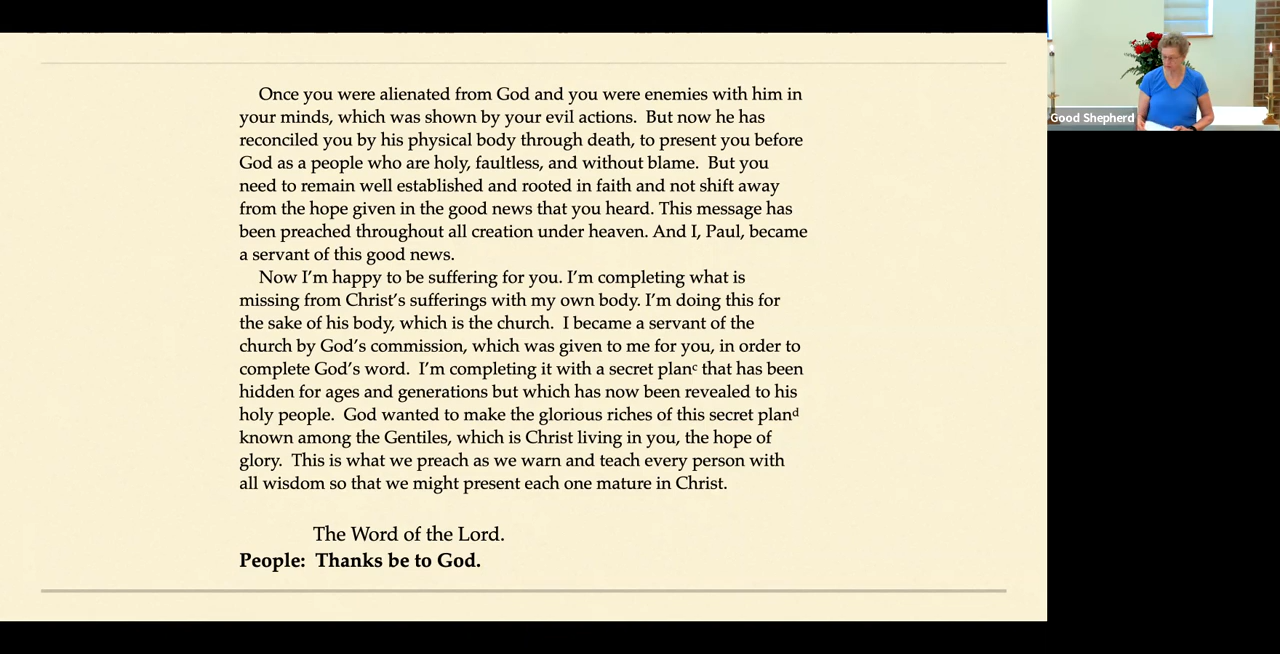 Once you were alienated from God and you were enemies with him in
your minds, which was shown by your evil actions.  But now he has
reconciled you by his physical body through death, to present you before
God as a people who are holy, faultless, and without blame.  But you
need to remain well established and rooted in faith and not shift away
from the hope given in the good news that you heard. This message has
been preached throughout all creation under heaven. And I, Paul, became
a servant of this good news.
Now I’m happy to be suffering for you. I’m completing what is
missing from Christ’s sufferings with my own body. I’m doing this for
the sake of his body, which is the church.  I became a servant of the
church by God’s commission, which was given to me for you, in order to
complete God’s word.  I’m completing it with a secret planᶜ that has been
hidden for ages and generations but which has now been revealed to his
holy people.  God wanted to make the glorious riches of this secret planᵈ
known among the Gentiles, which is Christ living in you, the hope of
glory.  This is what we preach as we warn and teach every person with
all wisdom so that we might present each one mature in Christ.
The Word of the Lord.
People:  Thanks be to God.
Good Shepherd